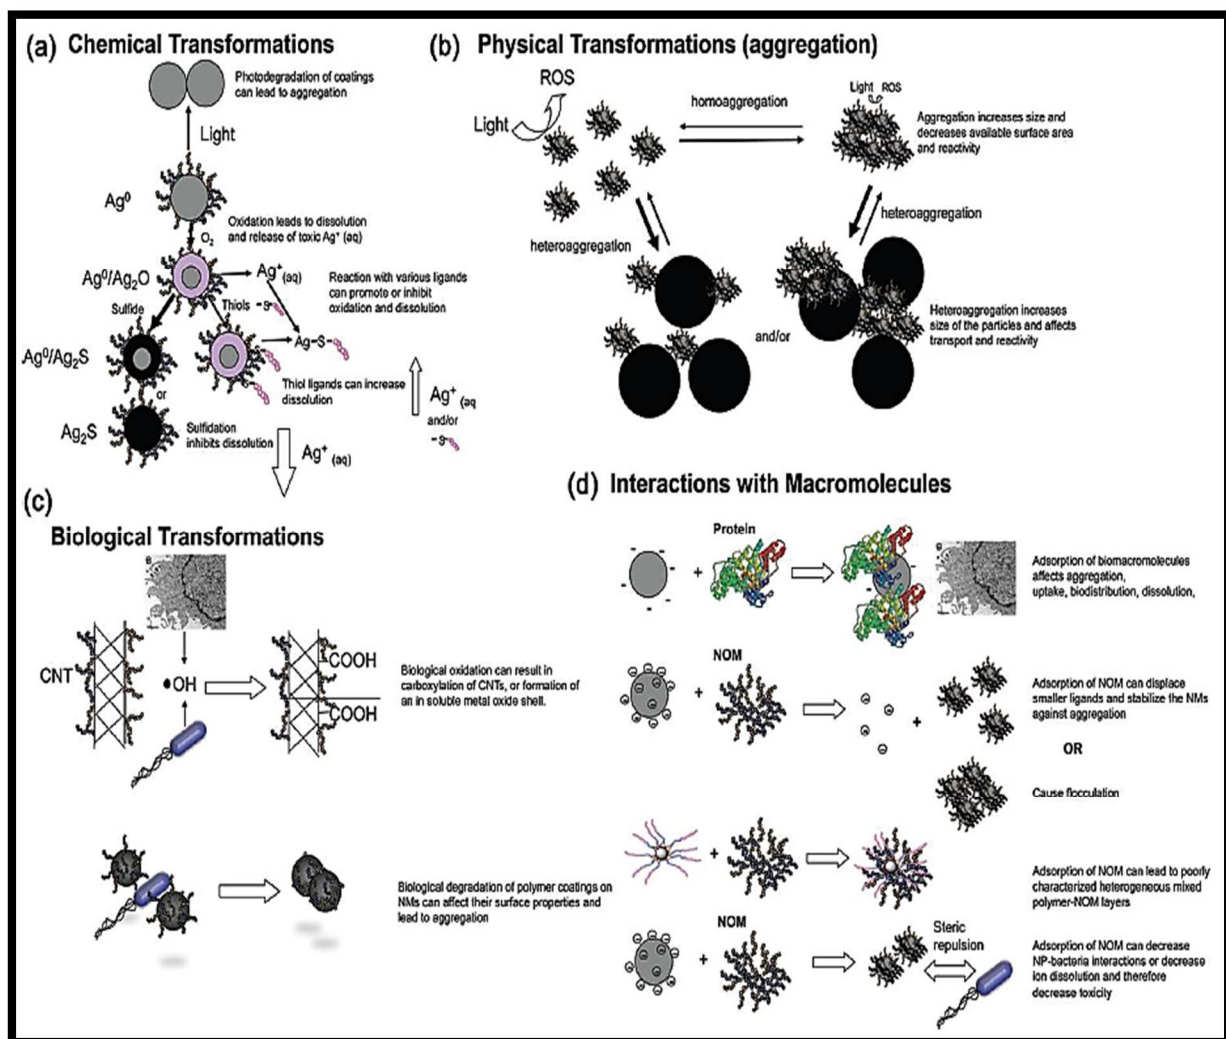 (a) Chemical Transformations
Photodegradation of coatings
can lead to aggregation
Light
Ag⁰
Oxidation leads to dissolution
and release of toxic Ag⁺ (aq)
O₂
Ag⁰/Ag₂O
Ag⁺ (aq)
Reaction with various ligands
can promote or inhibit
oxidation and dissolution
Sulfide
Thiols
-S-
Ag-S-
Ag⁰/Ag₂S
or
Thiol ligands can increase
dissolution
Ag⁺ (aq
and/or
-S-
Ag₂S
Sulfidation
inhibits dissolution
Ag⁺ (aq)
(b) Physical Transformations (aggregation)
ROS
Light
homoaggregation
Light ROS
Aggregation increases size and
decreases available surface area
and reactivity
heteroaggregation
heteroaggregation
and/or
Heteroaggregation increases
size of the particles and affects
transport and reactivity
(c)
Biological Transformations
CNT
•OH
COOH
COOH
Biological oxidation can result in
carboxylation of CNTs, or formation of
an in soluble metal oxide shell.
Biological degradation of polymer coatings on
NMs can affect their surface properties and
lead to aggregation
(d) Interactions with Macromolecules
Protein
+
Adsorption of biomacromolecules
affects aggregation,
uptake, biodistribution, dissolution,
NOM
+
+
Adsorption of NOM can displace
smaller ligands and stabilize the NMs
against aggregation
OR
Cause flocculation
+
Adsorption of NOM can lead to poorly
characterized heterogeneous mixed
polymer-NOM layers
NOM
+
Steric
repulsion
Adsorption of NOM can decrease
NP-bacteria interactions or decrease
ion dissolution and therefore
decrease toxicity